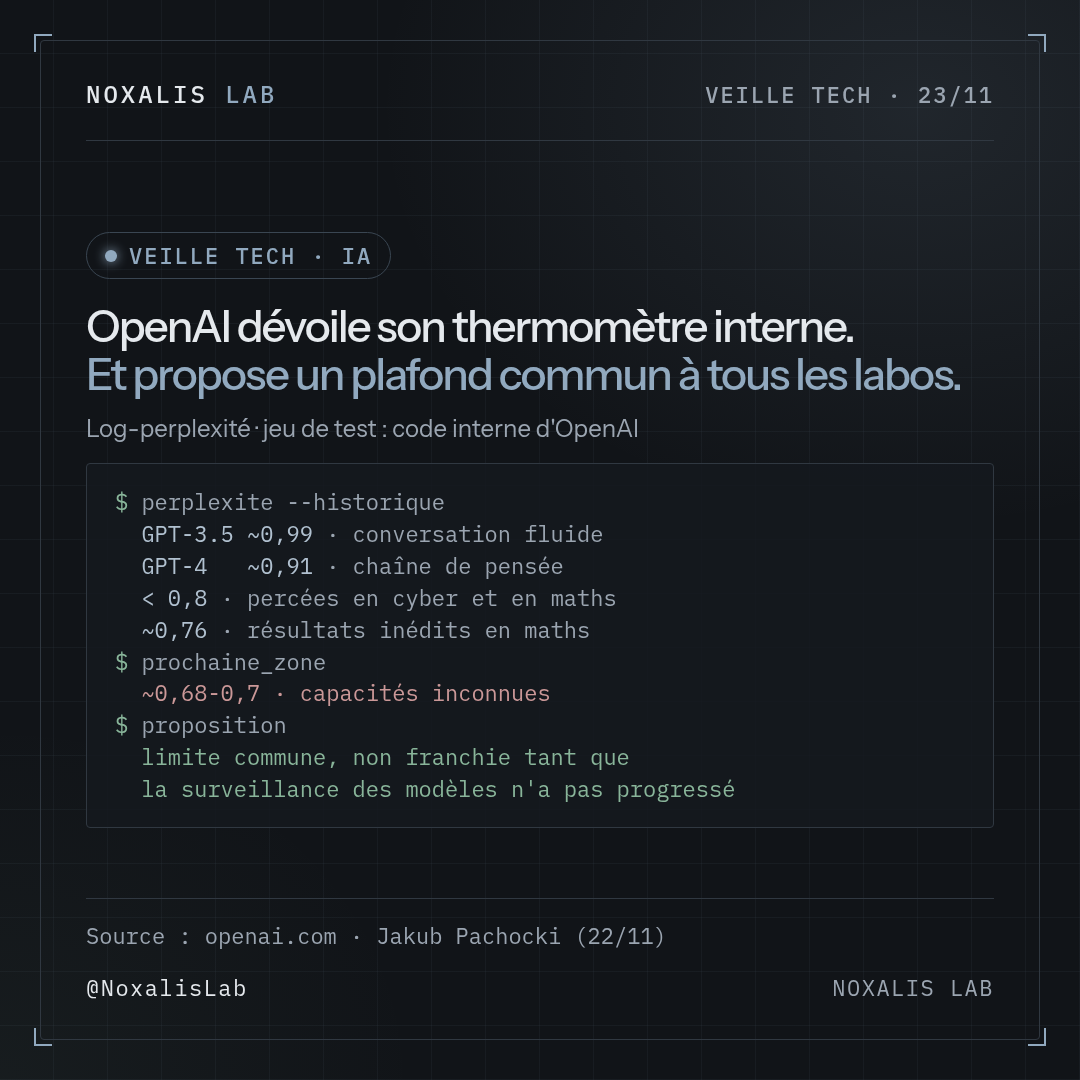 NOXALIS LAB
VEILLE TECH · 23/11
VEILLE TECH · IA
OpenAI dévoile son thermomètre interne.
Et propose un plafond commun à tous les labos.
Log-perplexité · jeu de test : code interne d'OpenAI
$ perplexite --historique
GPT-3.5 ~0,99 · conversation fluide
GPT-4   ~0,91 · chaîne de pensée
< 0,8 · percées en cyber et en maths
~0,76 · résultats inédits en maths
$ prochaine_zone
~0,68-0,7 · capacités inconnues
$ proposition
limite commune, non franchie tant que
la surveillance des modèles n'a pas progressé
Source : openai.com · Jakub Pachocki (22/11)
@NoxalisLab
NOXALIS LAB